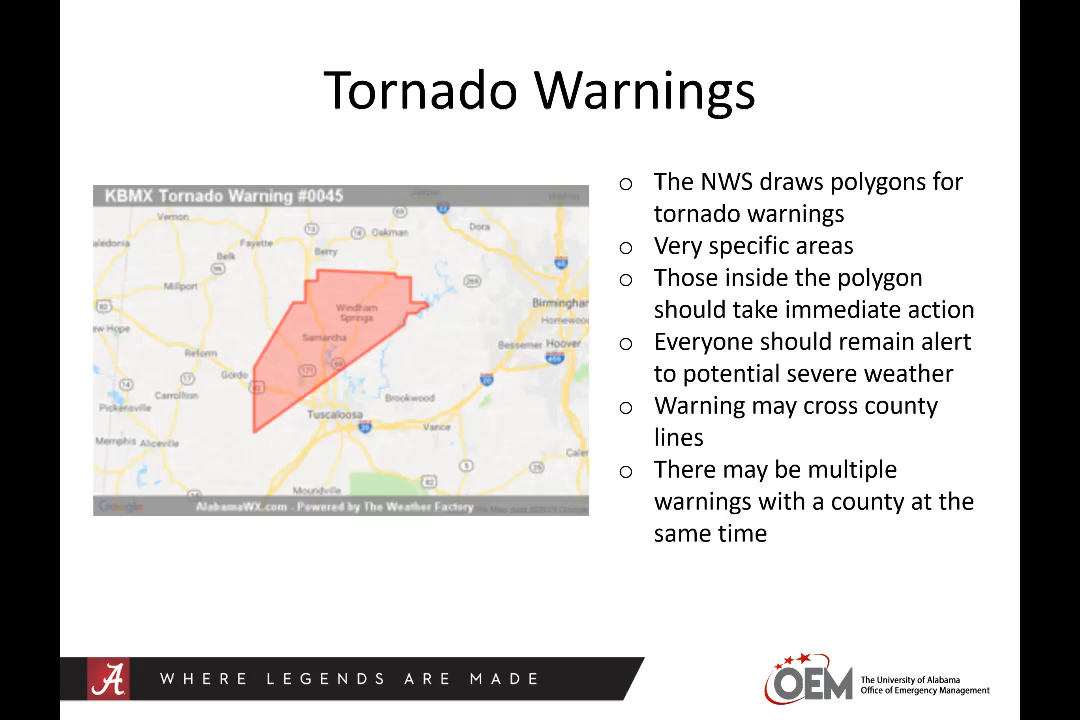 Tornado Warnings
KBMX Tornado Warning #0045
Vernon
Oakman
Dora
Fayette
Berry
Belk
Millport
Windham
Springs
Birmingham
Homewood
Samantha
Bessemer Hoover
Reform
Gordo
Carrollton
Brookwood
Pickensville
Tuscaloosa
Vance
Memphis Aliceville
Moundville
Google
AlabamaWX.com - Powered by The Weather Factory
○ The NWS draws polygons for
tornado warnings
○ Very specific areas
○ Those inside the polygon
should take immediate action
○ Everyone should remain alert
to potential severe weather
○ Warning may cross county
lines
○ There may be multiple
warnings with a county at the
same time
A WHERE LEGENDS ARE MADE
OEM
The University of Alabama
Office of Emergency Management